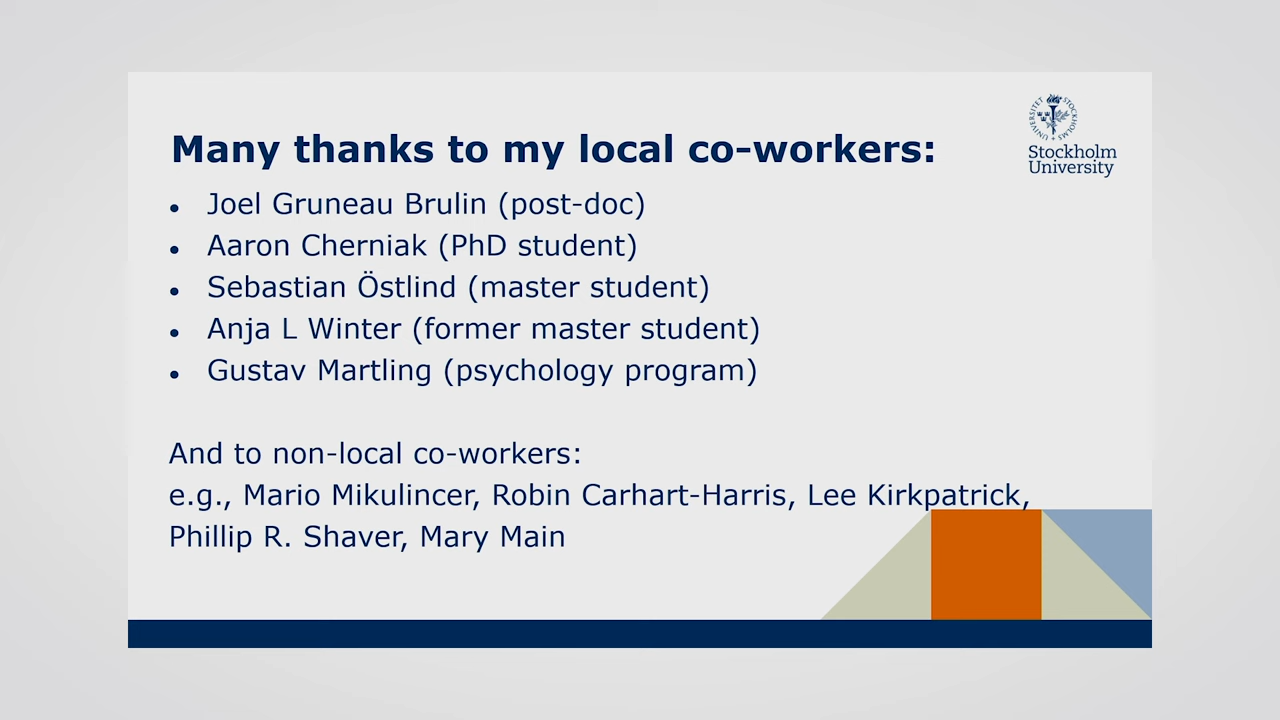 Many thanks to my local co-workers:
UNIVERSITET STOCKHOLMS
Stockholm
University
• Joel Gruneau Brulin (post-doc)
• Aaron Cherniak (PhD student)
• Sebastian Östlind (master student)
• Anja L Winter (former master student)
• Gustav Martling (psychology program)
And to non-local co-workers:
e.g., Mario Mikulincer, Robin Carhart-Harris, Lee Kirkpatrick,
Phillip R. Shaver, Mary Main